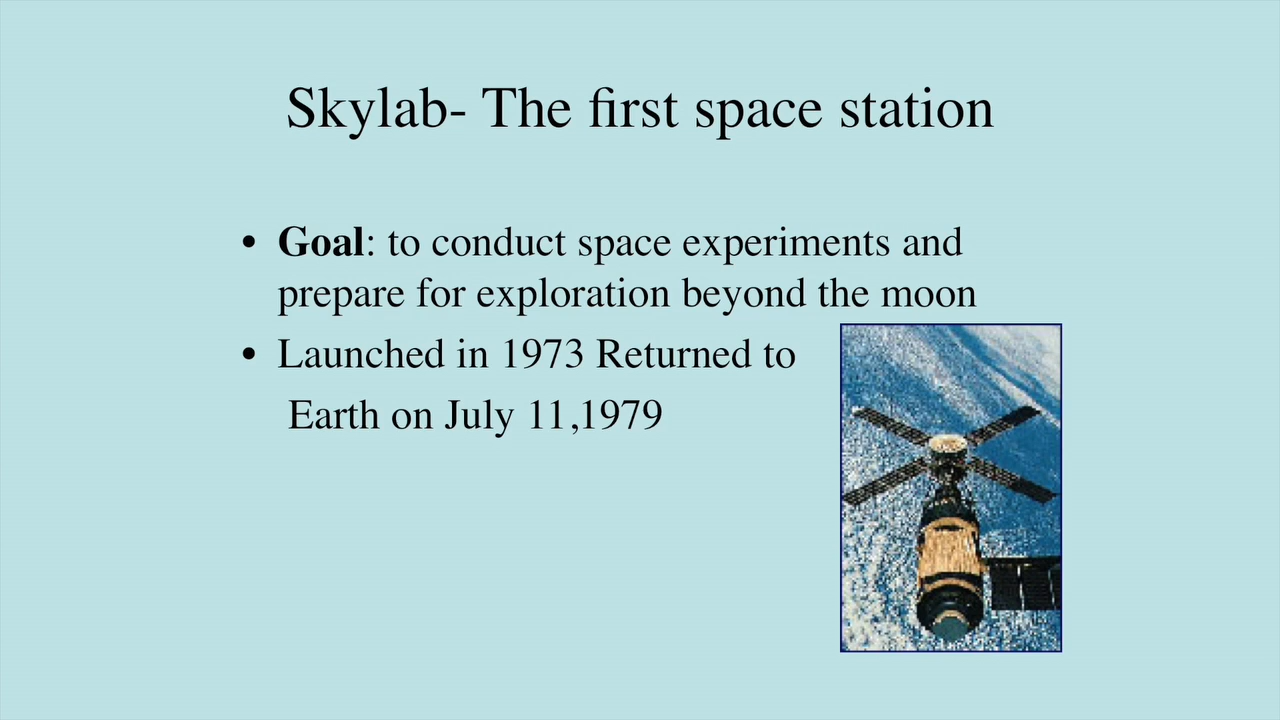 Skylab- The first space station
• Goal: to conduct space experiments and
prepare for exploration beyond the moon
• Launched in 1973 Returned to
Earth on July 11,1979